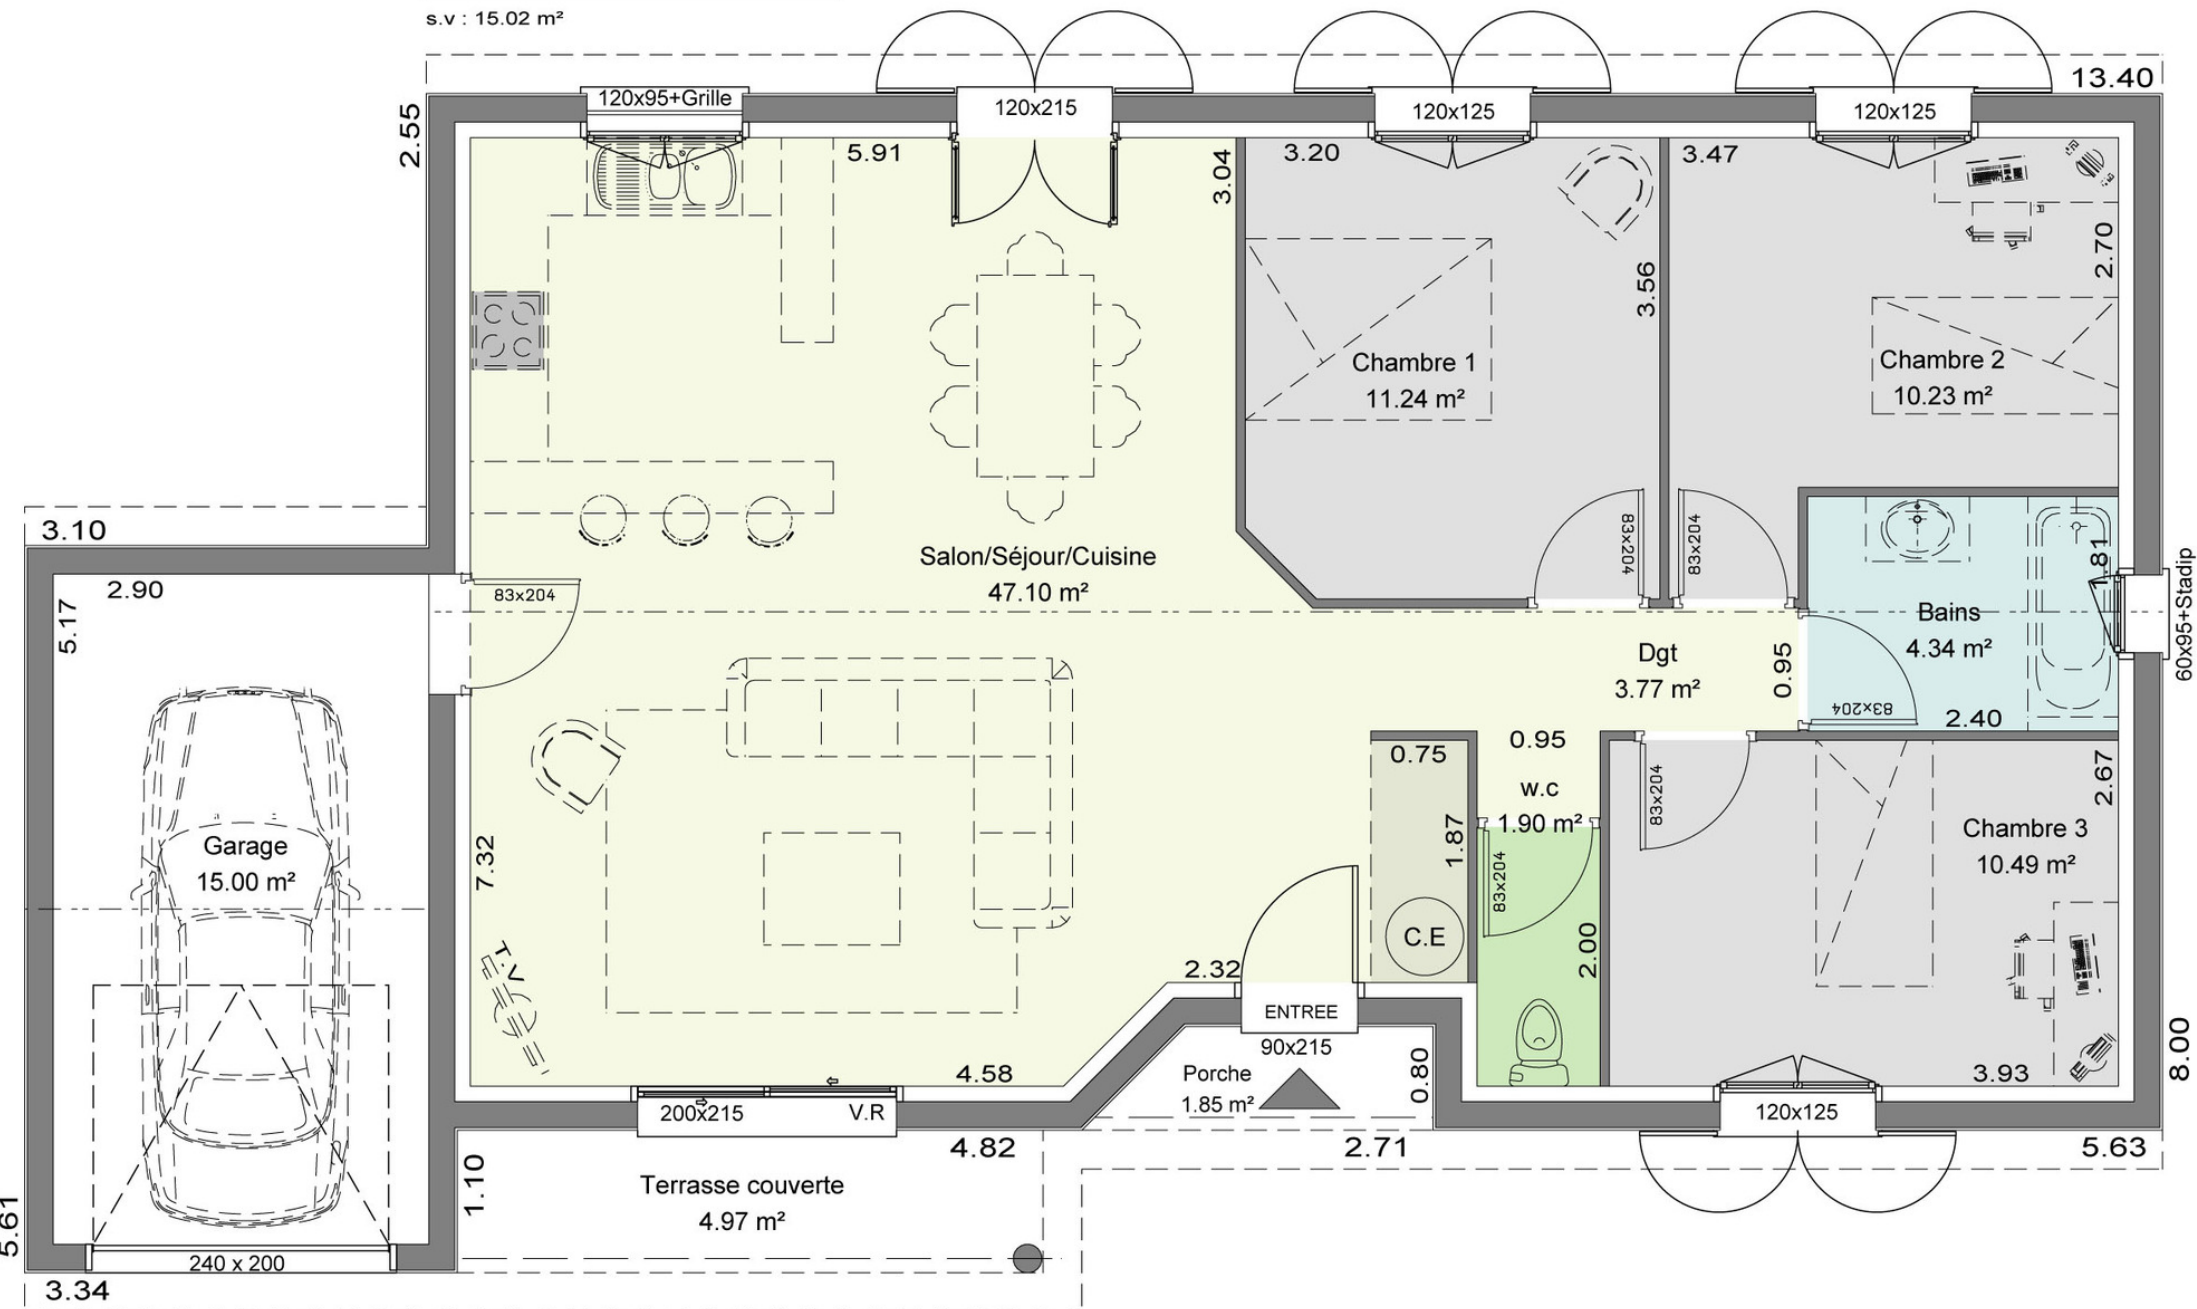 s.v : 15.02 m²
13.40
2.55
120x95+Grille
120x215
120x125
120x125
5.91
3.04
3.20
3.47
2.70
3.56
Chambre 1
11.24 m²
Chambre 2
10.23 m²
3.10
2.90
5.17
83x204
Salon/Séjour/Cuisine
47.10 m²
83x204
83x204
1.81
60x95+Stadip
Bains
4.34 m²
Dgt
3.77 m²
0.95
83x204
2.40
0.75
0.95
w.c
1.90 m²
83x204
2.67
Chambre 3
10.49 m²
Garage
15.00 m²
7.32
1.87
83x204
C.E
2.00
T.V
2.32
ENTREE
90x215
4.58
Porche
1.85 m²
0.80
3.93
8.00
200x215
V.R
120x125
4.82
2.71
5.63
1.10
Terrasse couverte
4.97 m²
5.61
240 x 200
3.34